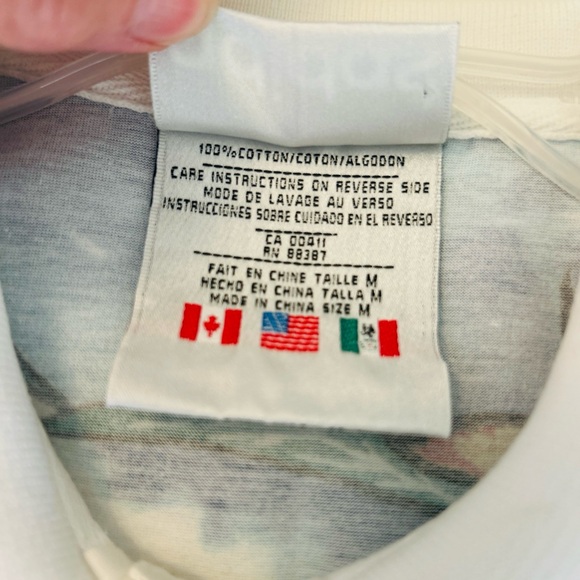 100%COTTON/COTON/ALGODON
CARE INSTRUCTIONS ON REVERSE SIDE
MODE DE LAVAGE AU VERSO
INSTRUCCIONES SOBRE CUIDADO EN EL REVERSO
CA 00411
RN 88387
FAIT EN CHINE TAILLE M
HECHO EN CHINA TALLA M
MADE IN CHINA SIZE M